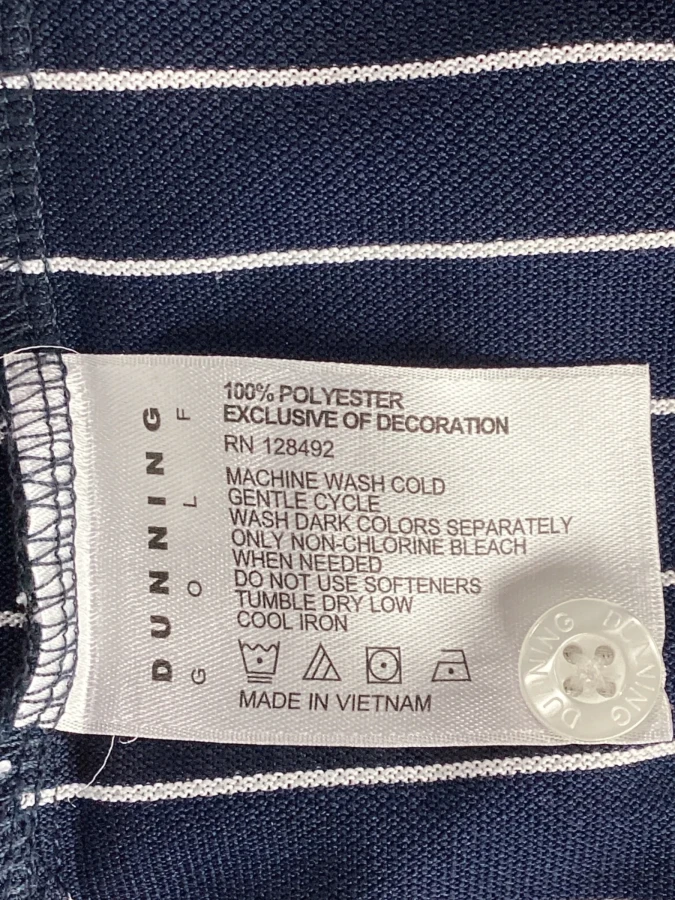 DUNNING
GOLF
100% POLYESTER
EXCLUSIVE OF DECORATION
RN 128492
MACHINE WASH COLD
GENTLE CYCLE
WASH DARK COLORS SEPARATELY
ONLY NON-CHLORINE BLEACH
WHEN NEEDED
DO NOT USE SOFTENERS
TUMBLE DRY LOW
COOL IRON
MADE IN VIETNAM
DUNNING DUNNING